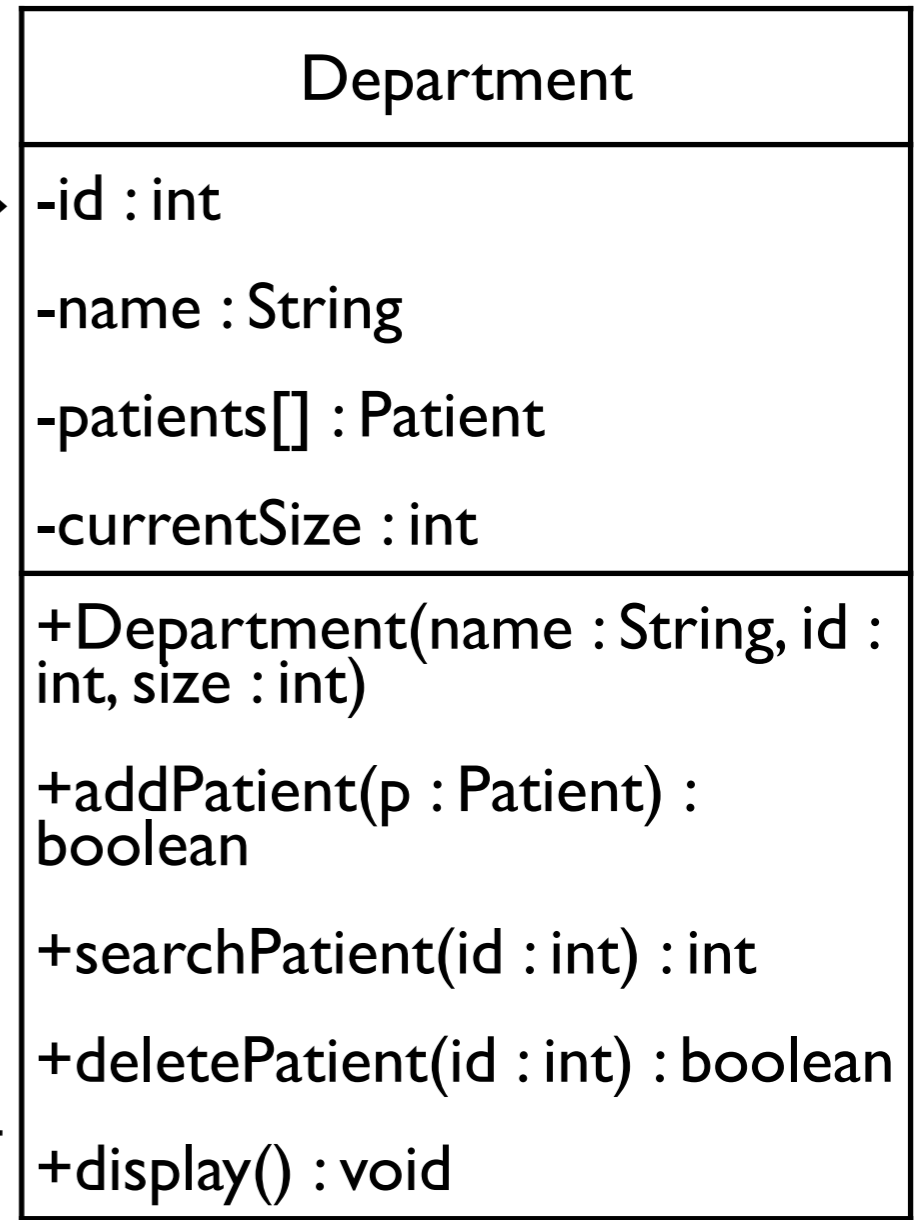 Department
-id : int
-name : String
-patients[] : Patient
-currentSize : int
+Department(name : String, id :
int, size : int)
+addPatient(p : Patient) :
boolean
+searchPatient(id : int) : int
+deletePatient(id : int) : boolean
+display() : void